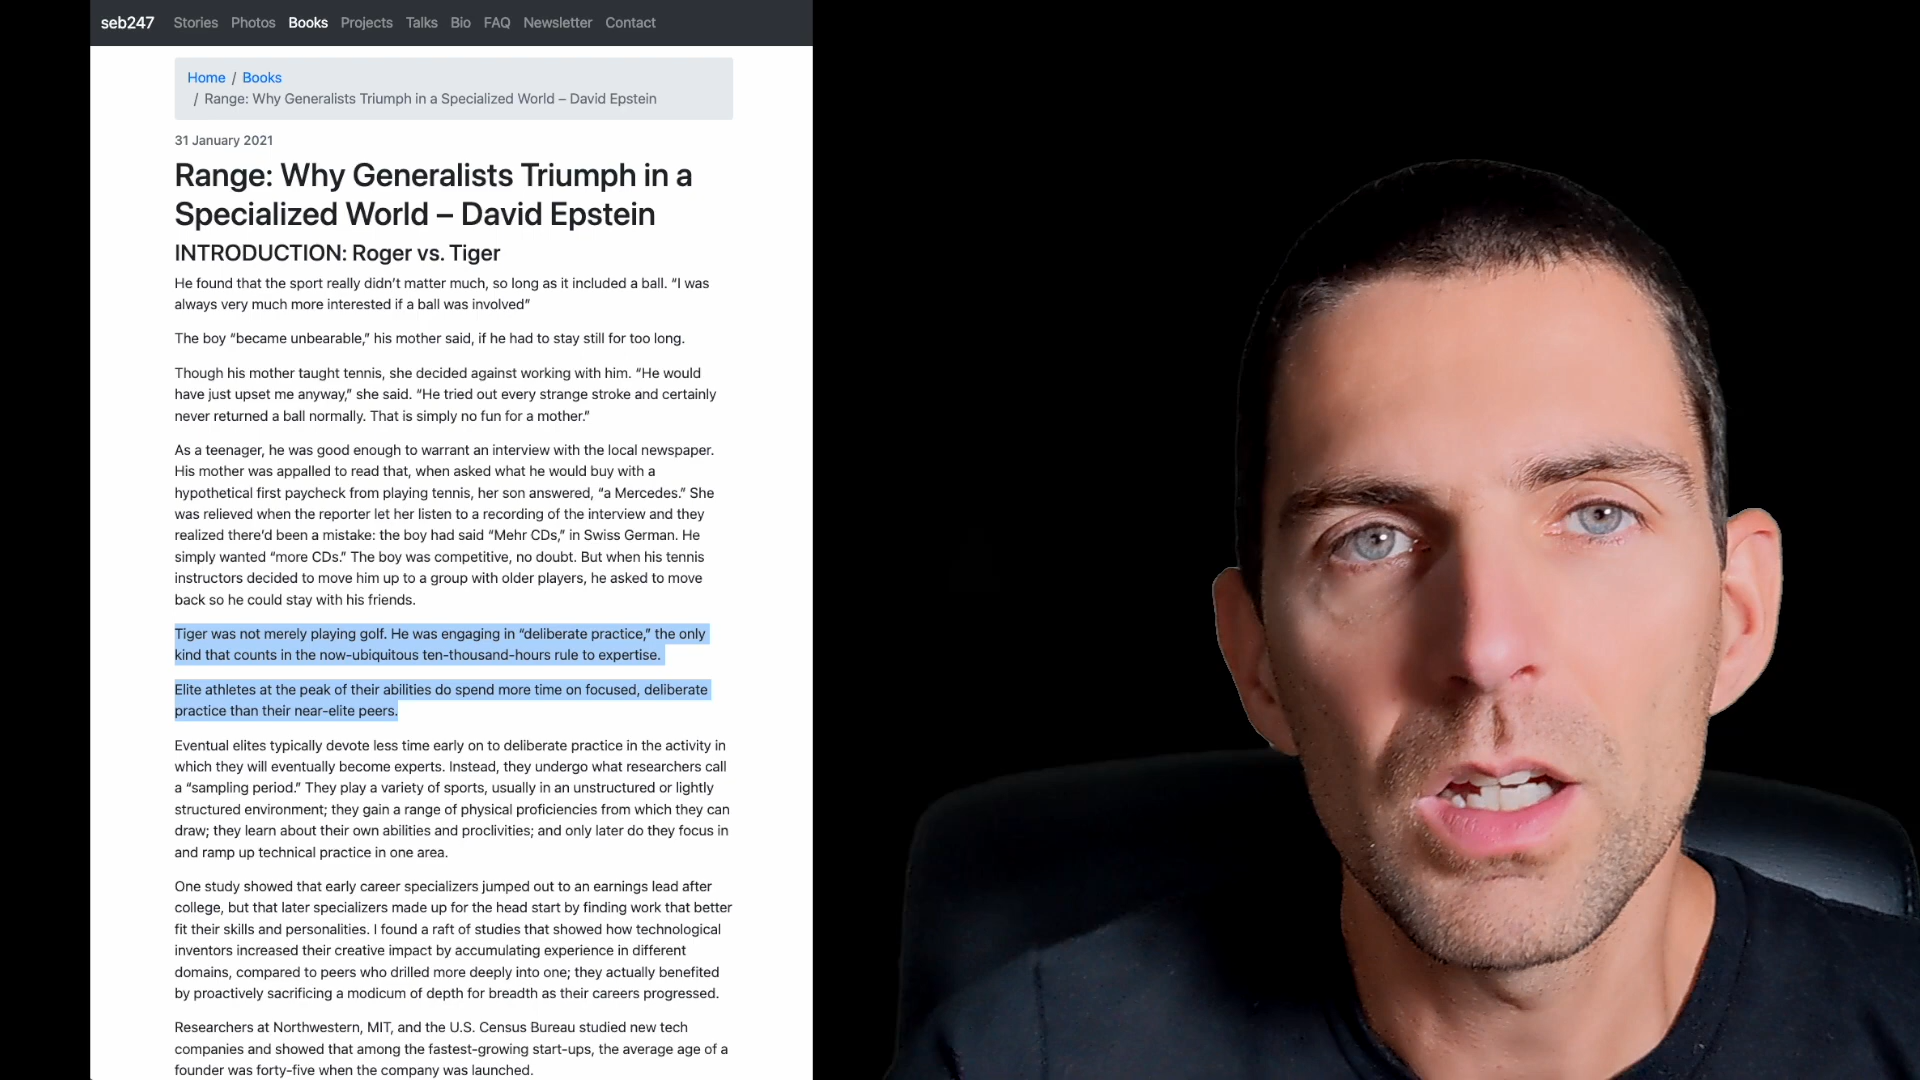 seb247 Stories Photos Books Projects Talks Bio FAQ Newsletter Contact
Home / Books
/ Range: Why Generalists Triumph in a Specialized World – David Epstein
31 January 2021
Range: Why Generalists Triumph in a
Specialized World – David Epstein
INTRODUCTION: Roger vs. Tiger
He found that the sport really didn’t matter much, so long as it included a ball. “I was
always very much more interested if a ball was involved”
The boy “became unbearable,” his mother said, if he had to stay still for too long.
Though his mother taught tennis, she decided against working with him. “He would
have just upset me anyway,” she said. “He tried out every strange stroke and certainly
never returned a ball normally. That is simply no fun for a mother.”
As a teenager, he was good enough to warrant an interview with the local newspaper.
His mother was appalled to read that, when asked what he would buy with a
hypothetical first paycheck from playing tennis, her son answered, “a Mercedes.” She
was relieved when the reporter let her listen to a recording of the interview and they
realized there’d been a mistake: the boy had said “Mehr CDs,” in Swiss German. He
simply wanted “more CDs.” The boy was competitive, no doubt. But when his tennis
instructors decided to move him up to a group with older players, he asked to move
back so he could stay with his friends.
Tiger was not merely playing golf. He was engaging in “deliberate practice,” the only
kind that counts in the now-ubiquitous ten-thousand-hours rule to expertise.
Elite athletes at the peak of their abilities do spend more time on focused, deliberate
practice than their near-elite peers.
Eventual elites typically devote less time early on to deliberate practice in the activity in
which they will eventually become experts. Instead, they undergo what researchers call
a “sampling period.” They play a variety of sports, usually in an unstructured or lightly
structured environment; they gain a range of physical proficiencies from which they can
draw; they learn about their own abilities and proclivities; and only later do they focus in
and ramp up technical practice in one area.
One study showed that early career specializers jumped out to an earnings lead after
college, but that later specializers made up for the head start by finding work that better
fit their skills and personalities. I found a raft of studies that showed how technological
inventors increased their creative impact by accumulating experience in different
domains, compared to peers who drilled more deeply into one; they actually benefited
by proactively sacrificing a modicum of depth for breadth as their careers progressed.
Researchers at Northwestern, MIT, and the U.S. Census Bureau studied new tech
companies and showed that among the fastest-growing start-ups, the average age of a
founder was forty-five when the company was launched.